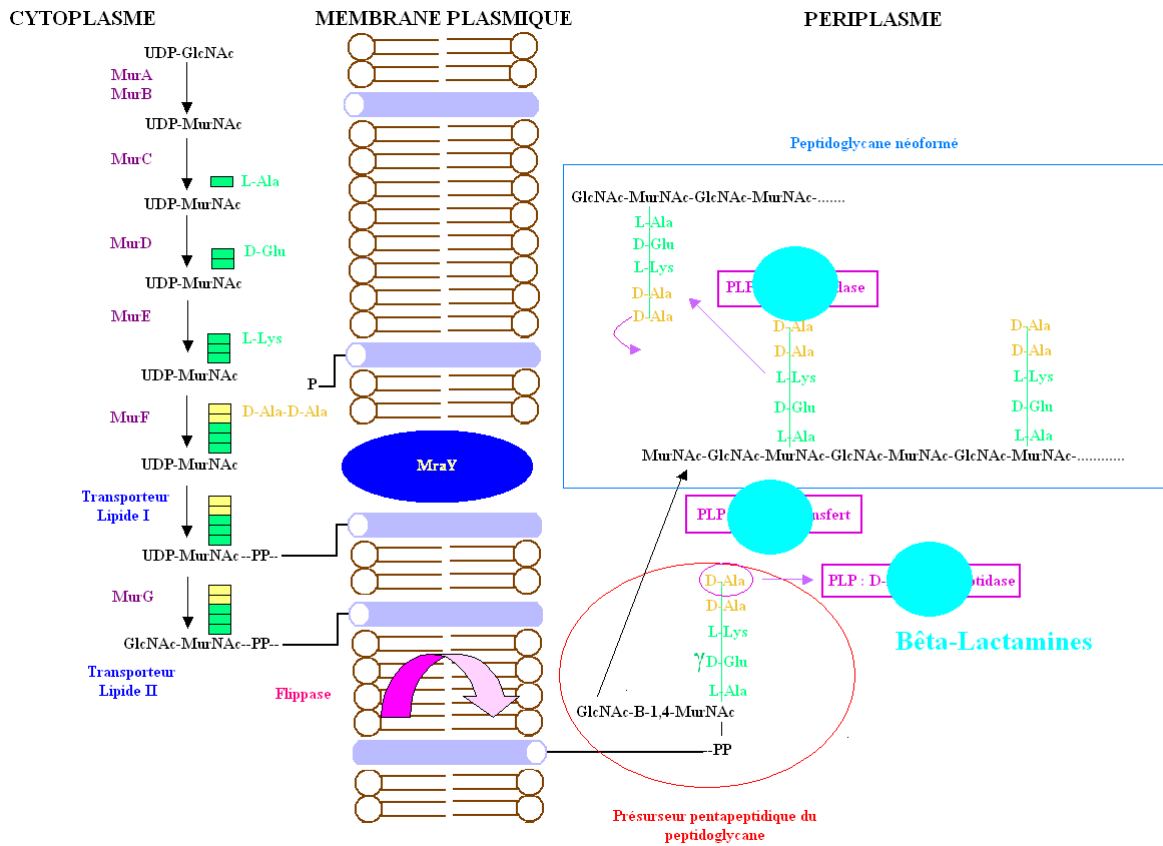 CYTOPLASME
MEMBRANE PLASMIQUE
PERIPLASME
UDP-GlcNAc
MurA
MurB
UDP-MurNAc
MurC
L-Ala
UDP-MurNAc
MurD
D-Glu
UDP-MurNAc
MurE
L-Lys
UDP-MurNAc
P
MurF
D-Ala-D-Ala
UDP-MurNAc
MraY
Transporteur
Lipide I
UDP-MurNAc--PP--
MurG
GlcNAc-MurNAc--PP--
Transporteur
Lipide II
Flippase
Peptidoglycane néoformé
GlcNAc-MurNAc-GlcNAc-MurNAc-.......
L-Ala
D-Glu
L-Lys
D-Ala
D-Ala
PLP
D-Ala
D-Ala
L-Lys
D-Glu
L-Ala
D-Ala
D-Ala
L-Lys
D-Glu
L-Ala
MurNAc-GlcNAc-MurNAc-GlcNAc-MurNAc-GlcNAc-MurNAc-............
PLP
D-Ala
PLP : D-
D-Ala
L-Lys
γ D-Glu
L-Ala
Bêta-Lactamines
GlcNAc-B-1,4-MurNAc
--PP
Présurseur pentapeptidique du
peptidoglycane